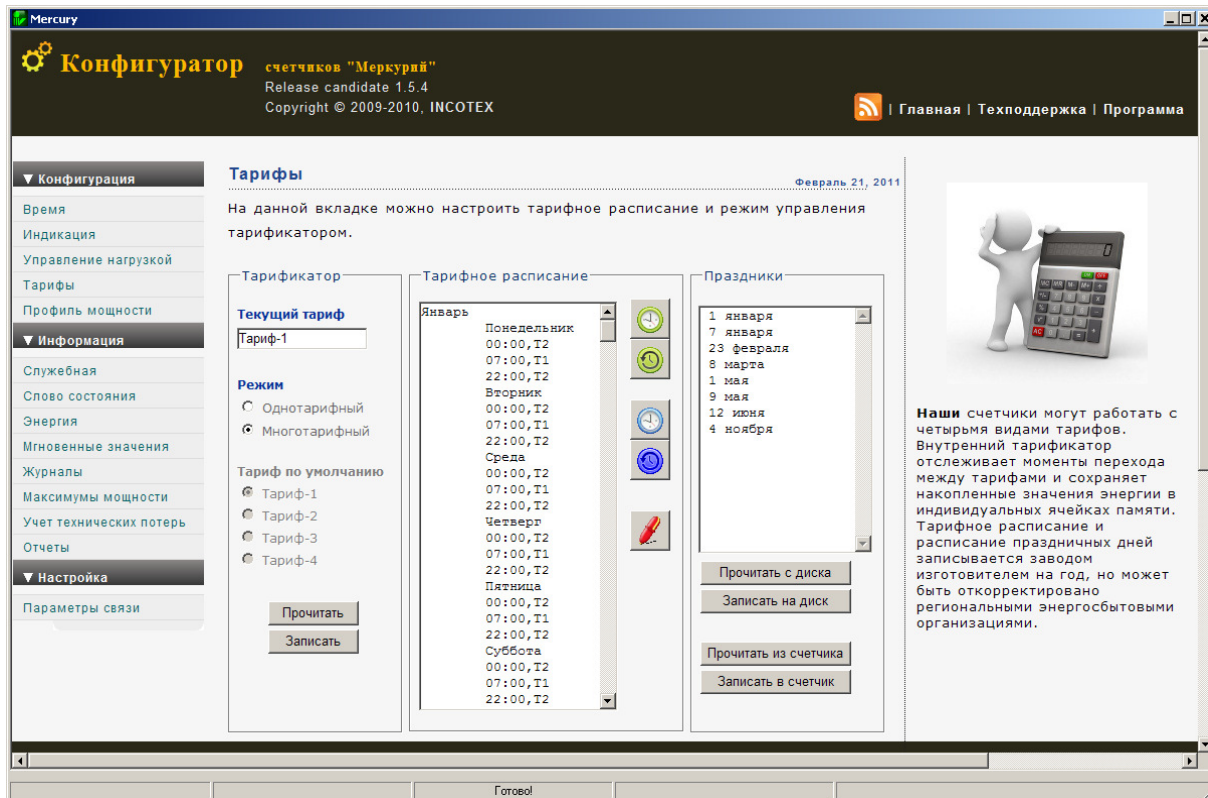 Mercury
Конфигуратор счетчиков "Меркурий"
Release candidate 1.5.4
Copyright © 2009-2010, INCOTEX
| Главная | Техподдержка | Программа
▼ Конфигурация
Время
Индикация
Управление нагрузкой
Тарифы
Профиль мощности
▼ Информация
Служебная
Слово состояния
Энергия
Мгновенные значения
Журналы
Максимумы мощности
Учет технических потерь
Отчеты
▼ Настройка
Параметры связи
Тарифы
Февраль 21, 2011
На данной вкладке можно настроить тарифное расписание и режим управления
тарификатором.
Тарификатор
Текущий тариф
Тариф-1
Режим
Однотарифный
Многотарифный
Тариф по умолчанию
Тариф-1
Тариф-2
Тариф-3
Тариф-4
Прочитать
Записать
Тарифное расписание
Январь
Понедельник
00:00,T2
07:00,T1
22:00,T2
Вторник
00:00,T2
07:00,T1
22:00,T2
Среда
00:00,T2
07:00,T1
22:00,T2
Четверг
00:00,T2
07:00,T1
22:00,T2
Пятница
00:00,T2
07:00,T1
22:00,T2
Суббота
00:00,T2
07:00,T1
22:00,T2
Праздники
1 января
7 января
23 февраля
8 марта
1 мая
9 мая
12 июня
4 ноября
Прочитать с диска
Записать на диск
Прочитать из счетчика
Записать в счетчик
Наши счетчики могут работать с
четырьмя видами тарифов.
Внутренний тарификатор
отслеживает моменты перехода
между тарифами и сохраняет
накопленные значения энергии в
индивидуальных ячейках памяти.
Тарифное расписание и
расписание праздничных дней
записывается заводом
изготовителем на год, но может
быть откорректировано
региональными энергосбытовыми
организациями.
Готово!